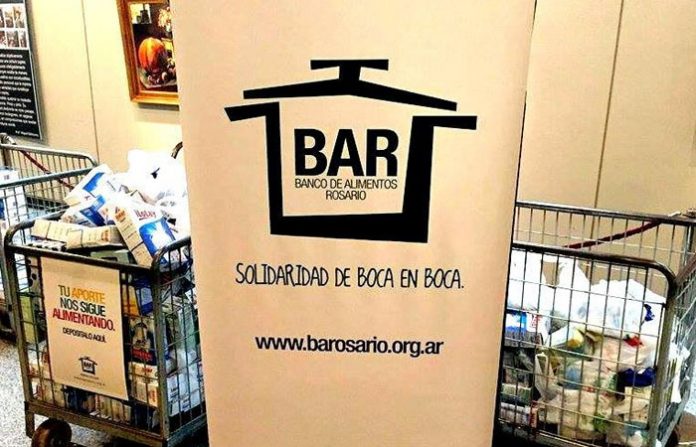 BAR
BANCO DE ALIMENTOS
ROSARIO
SOLIDARIDAD DE BOCA EN BOCA.
www.barosario.org.ar
TU APORTE
NOS SIGUE
ALIMENTANDO.
DEPOSITALO AQUÍ.